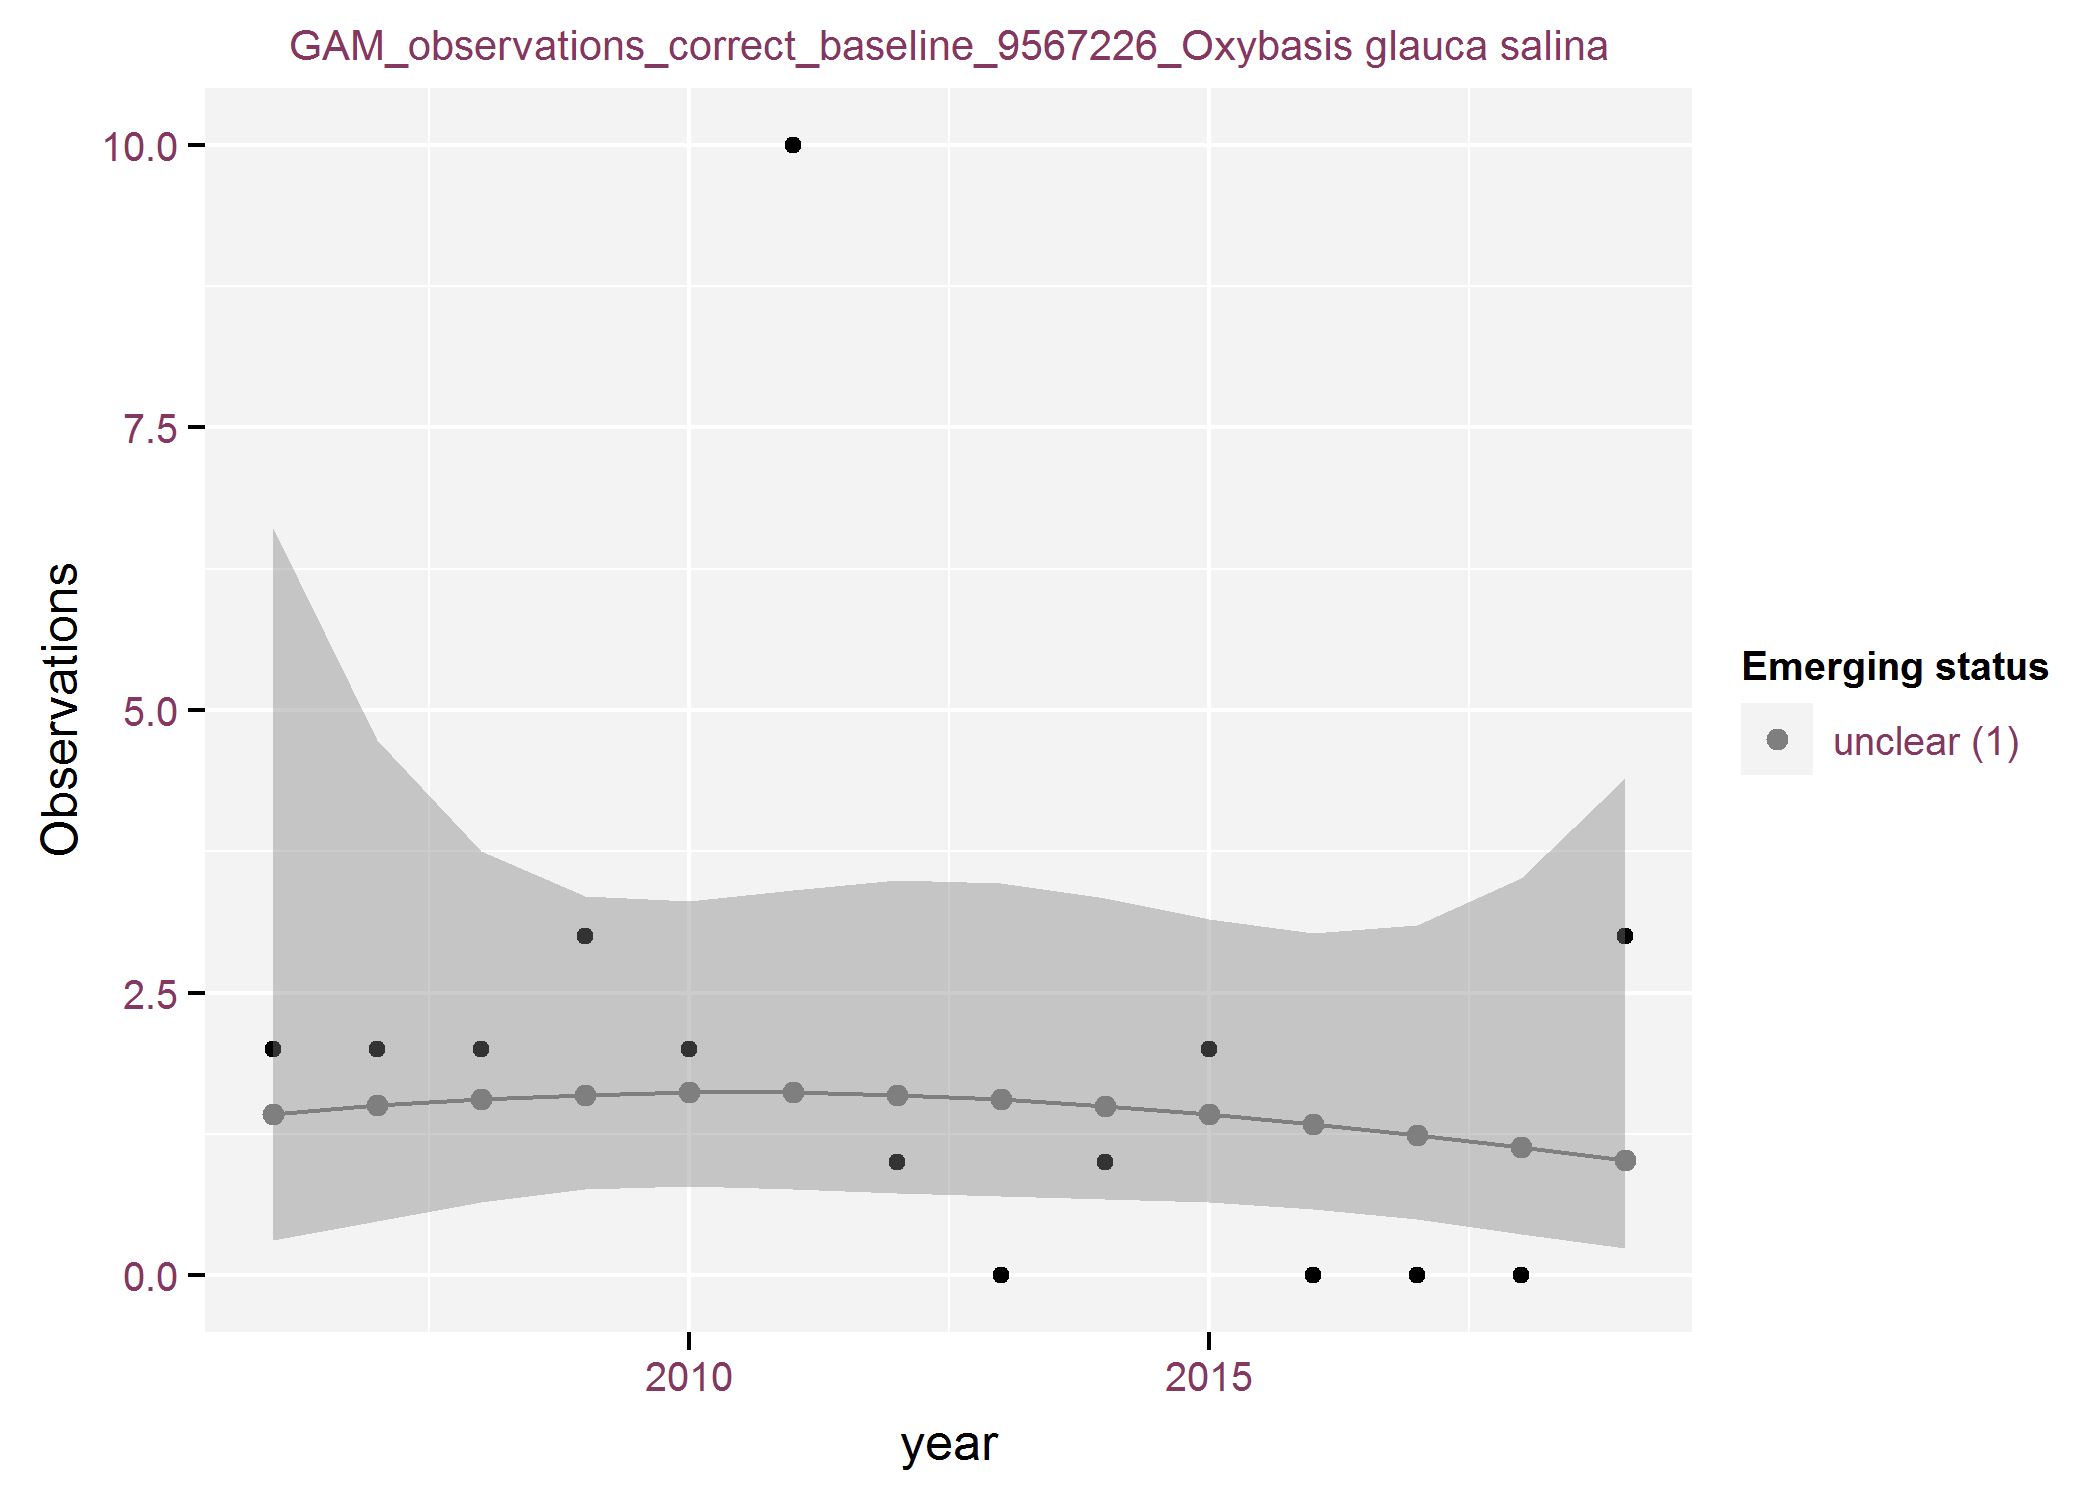 GAM_observations_correct_baseline_9567226_Oxybasis glauca salina
10.0
7.5
5.0
2.5
0.0
Observations
2010
2015
year
Emerging status
unclear (1)